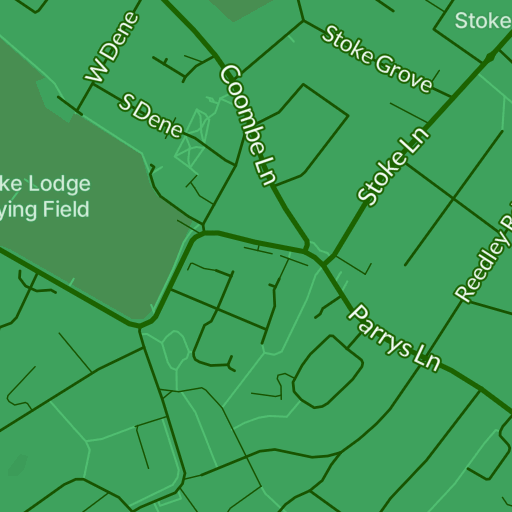 Stoke
W Dene
Stoke Grove
S Dene
Coombe Ln
Stoke Ln
ke Lodge
ying Field
Reedley R
Parrys Ln